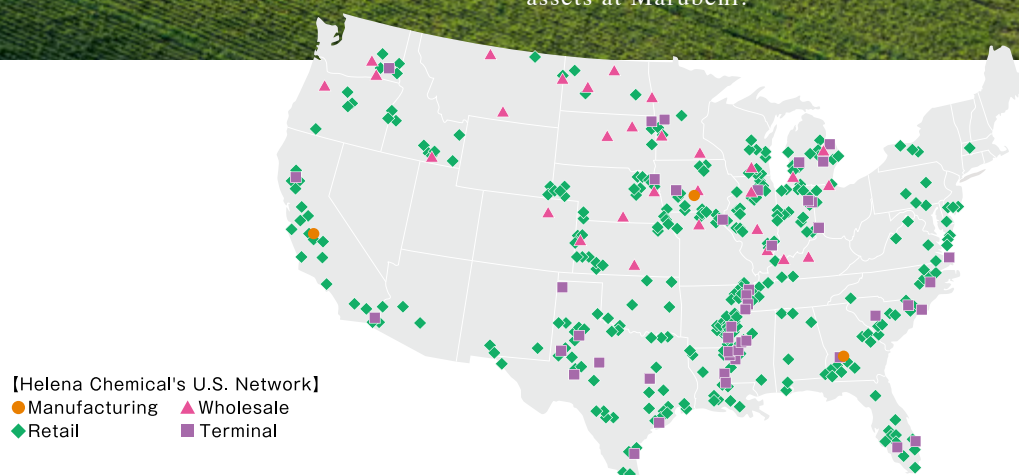 assets at Marubeni.
【Helena Chemical's U.S. Network】
Manufacturing Wholesale
Retail Terminal